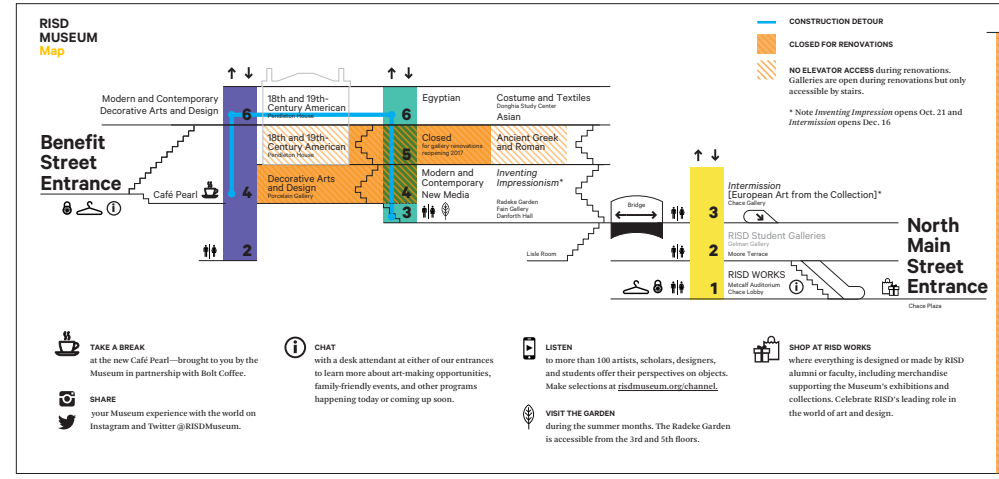 RISD
MUSEUM
Map
CONSTRUCTION DETOUR
CLOSED FOR RENOVATIONS
NO ELEVATOR ACCESS during renovations.
Galleries are open during renovations but only
accessible by stairs.
* Note Inventing Impression opens Oct. 21 and
Intermission opens Dec. 16
Modern and Contemporary
Decorative Arts and Design
6
18th and 19th-
Century American
Pendleton House
6
Egyptian
Costume and Textiles
Donghia Study Center
Asian
Benefit
Street
Entrance
18th and 19th-
Century American
Pendleton House
5
Closed
for gallery renovations
reopening 2017
Ancient Greek
and Roman
Café Pearl
4
Decorative Arts
and Design
Porcelain Gallery
4
Modern and
Contemporary
New Media
3
Inventing
Impressionism*
Radeke Garden
Fain Gallery
Danforth Hall
2
Lisle Room
Bridge
3
Intermission
[European Art from the Collection]*
Chace Gallery
2
RISD Student Galleries
Gelman Gallery
Moore Terrace
1
RISD WORKS
Metcalf Auditorium
Chace Lobby
North
Main
Street
Entrance
Chace Plaza
TAKE A BREAK
at the new Café Pearl—brought to you by the
Museum in partnership with Bolt Coffee.
SHARE
your Museum experience with the world on
Instagram and Twitter @RISDMuseum.
CHAT
with a desk attendant at either of our entrances
to learn more about art-making opportunities,
family-friendly events, and other programs
happening today or coming up soon.
LISTEN
to more than 100 artists, scholars, designers,
and students offer their perspectives on objects.
Make selections at risdmuseum.org/channel.
VISIT THE GARDEN
during the summer months. The Radeke Garden
is accessible from the 3rd and 5th floors.
SHOP AT RISD WORKS
where everything is designed or made by RISD
alumni or faculty, including merchandise
supporting the Museum's exhibitions and
collections. Celebrate RISD's leading role in
the world of art and design.